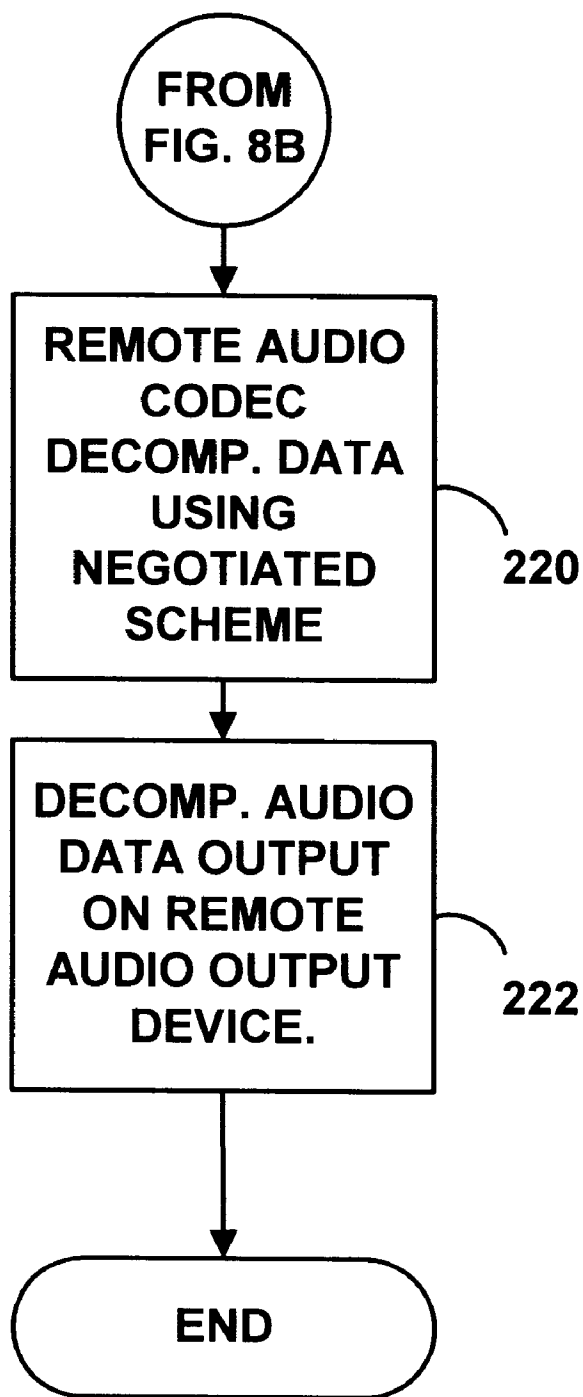 FROM
FIG. 8B
REMOTE AUDIO
CODEC
DECOMP. DATA
USING
NEGOTIATED
SCHEME
220
DECOMP. AUDIO
DATA OUTPUT
ON REMOTE
AUDIO OUTPUT
DEVICE.
222
END